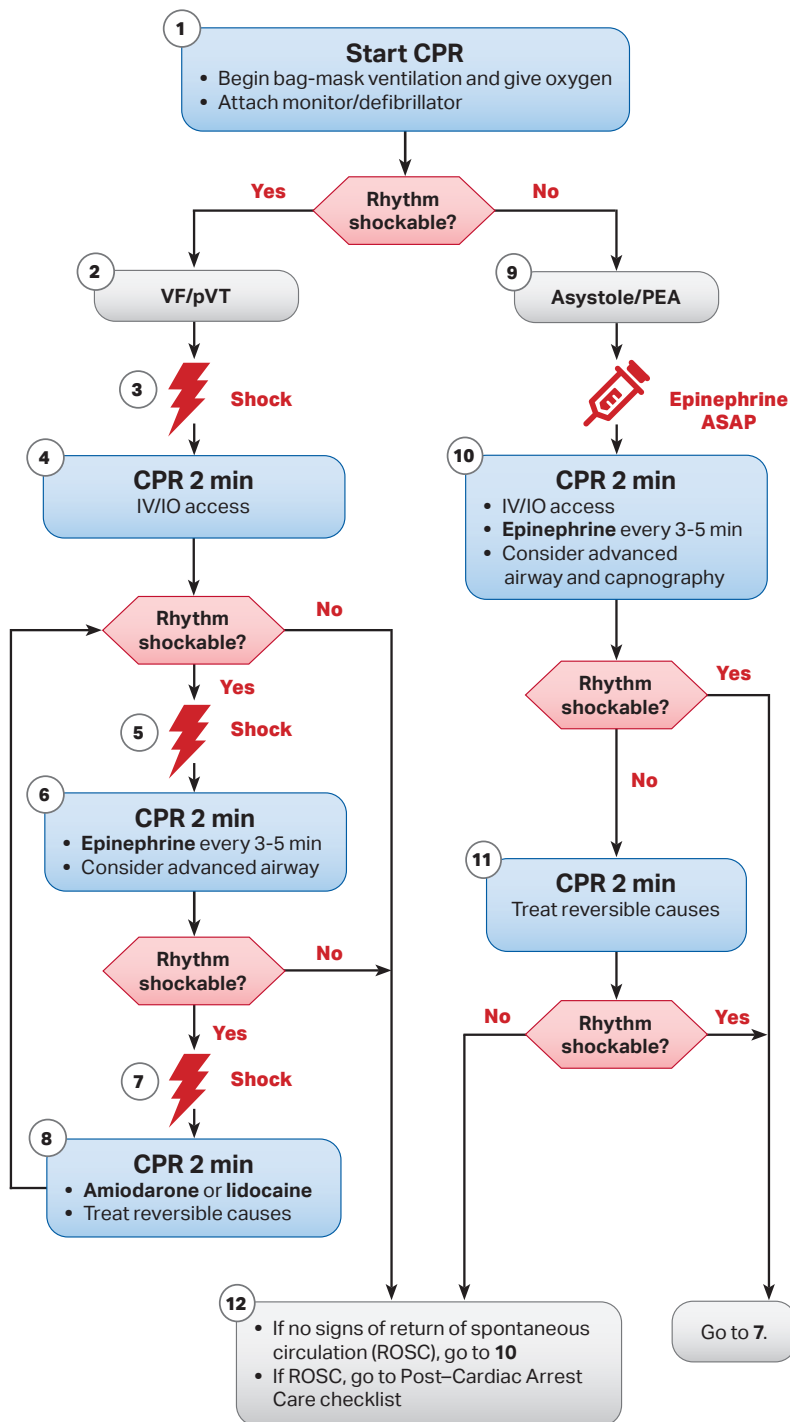 1
Start CPR
• Begin bag-mask ventilation and give oxygen
• Attach monitor/defibrillator
Rhythm
shockable?
Yes
No
2
VF/pVT
3
Shock
4
CPR 2 min
IV/IO access
Rhythm
shockable?
No
Yes
5
Shock
6
CPR 2 min
• Epinephrine every 3-5 min
• Consider advanced airway
Rhythm
shockable?
No
Yes
7
Shock
8
CPR 2 min
• Amiodarone or lidocaine
• Treat reversible causes
9
Asystole/PEA
Epinephrine
ASAP
10
CPR 2 min
• IV/IO access
• Epinephrine every 3-5 min
• Consider advanced
airway and capnography
Rhythm
shockable?
Yes
No
11
CPR 2 min
Treat reversible causes
Rhythm
shockable?
No
Yes
12
• If no signs of return of spontaneous
circulation (ROSC), go to 10
• If ROSC, go to Post–Cardiac Arrest
Care checklist
Go to 7.